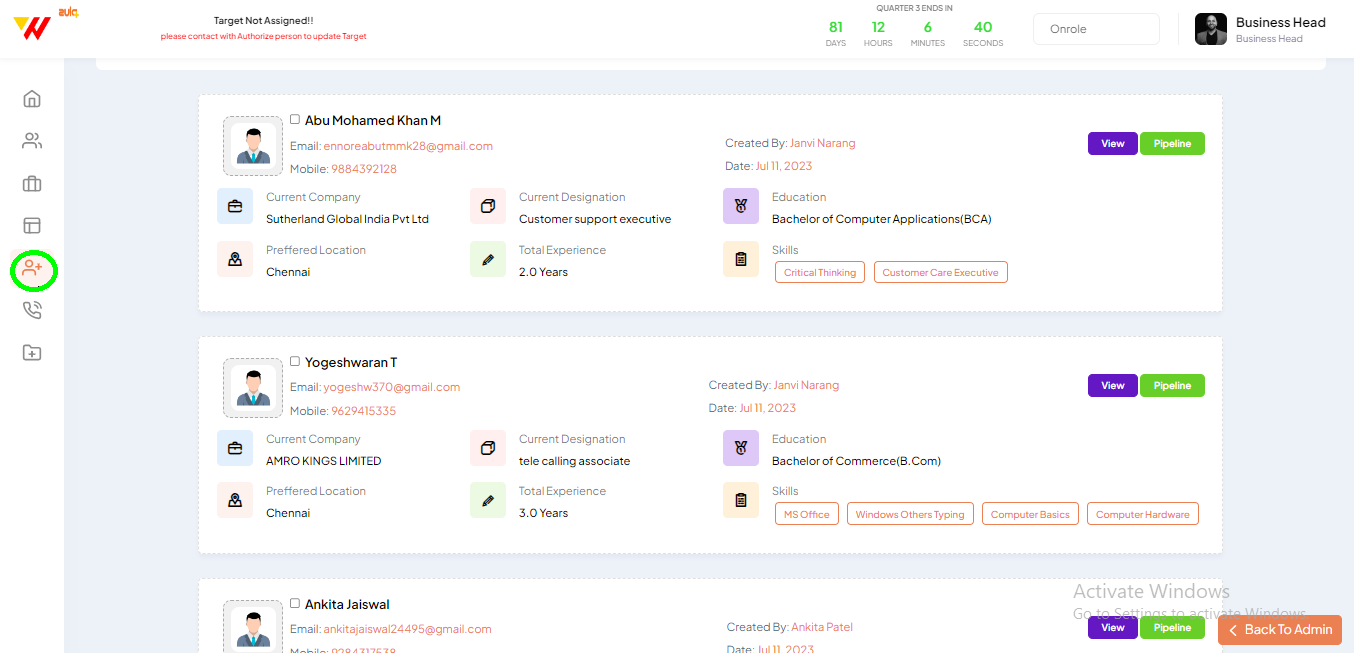 aulq
Target Not Assigned!!
please contact with Authorize person to update Target
QUARTER 3 ENDS IN
81 12 6 40
DAYS HOURS MINUTES SECONDS
Onrole
Business Head
Business Head
Abu Mohamed Khan M
Email: ennoreabutmmk28@gmail.com
Mobile: 9884392128
Created By: Janvi Narang
Date: Jul 11, 2023
View Pipeline
Current Company
Sutherland Global India Pvt Ltd
Current Designation
Customer support executive
Education
Bachelor of Computer Applications(BCA)
Preffered Location
Chennai
Total Experience
2.0 Years
Skills
Critical Thinking Customer Care Executive
Yogeshwaran T
Email: yogeshw370@gmail.com
Mobile: 9629415335
Created By: Janvi Narang
Date: Jul 11, 2023
View Pipeline
Current Company
AMRO KINGS LIMITED
Current Designation
tele calling associate
Education
Bachelor of Commerce(B.Com)
Preffered Location
Chennai
Total Experience
3.0 Years
Skills
MS Office Windows Others Typing Computer Basics Computer Hardware
Ankita Jaiswal
Email: ankitajaiswal24495@gmail.com
Mobile: 9284317538
Created By: Ankita Patel
Date: Jul 11, 2023
View Pipeline
Activate Windows
Go to Settings to activate Windows.
Back To Admin